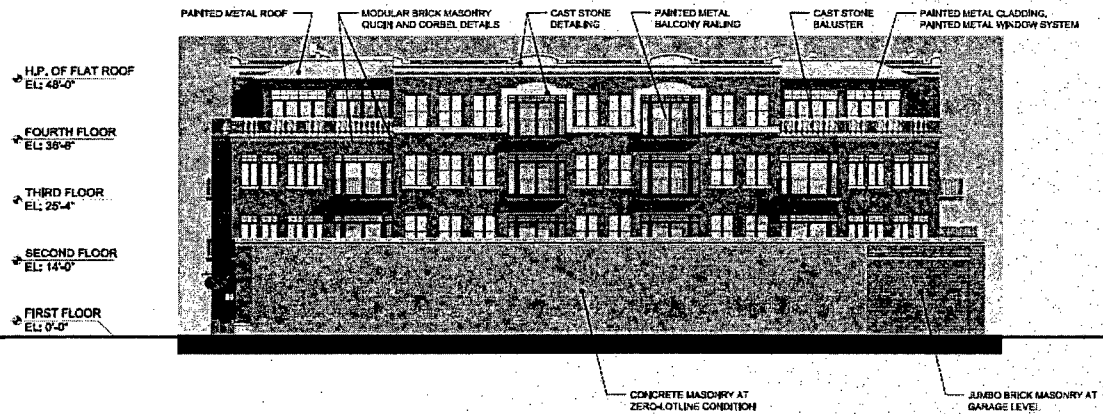 PAINTED METAL ROOF
MODULAR BRICK MASONRY
QUOIN AND CORBEL DETAILS
CAST STONE
DETAILING
PAINTED METAL
BALCONY RAILING
CAST STONE
BALUSTER
PAINTED METAL CLADDING,
PAINTED METAL WINDOW SYSTEM
H.P. OF FLAT ROOF
EL: 48'-0"
FOURTH FLOOR
EL: 36'-8"
THIRD FLOOR
EL: 25'-4"
SECOND FLOOR
EL: 14'-0"
FIRST FLOOR
EL: 0'-0"
CONCRETE MASONRY AT
ZERO-LOTLINE CONDITION
JUMBO BRICK MASONRY AT
GARAGE LEVEL